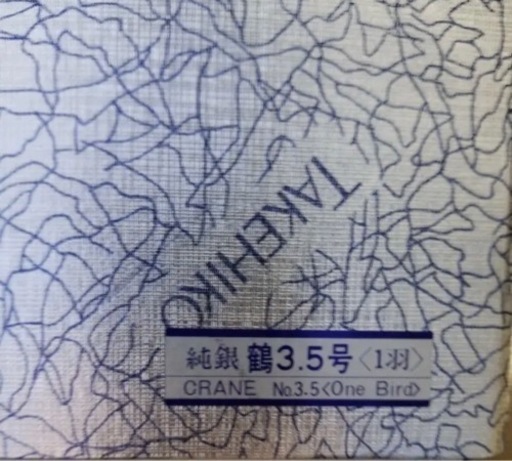 TAKEHIKO
純銀 鶴3.5号〈1羽〉
CRANE No3.5<One Bird>